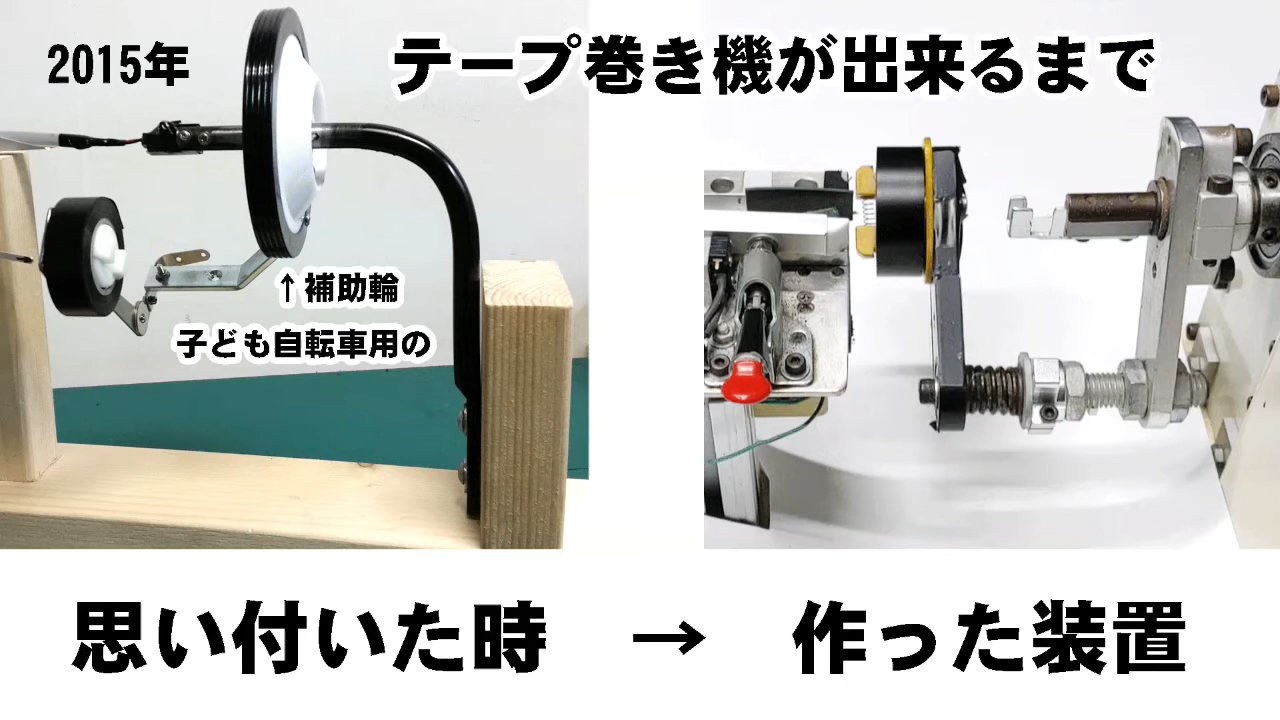 2015年
テープ巻き機が出来るまで
↑補助輪
子ども自転車用の
思い付いた時 → 作った装置